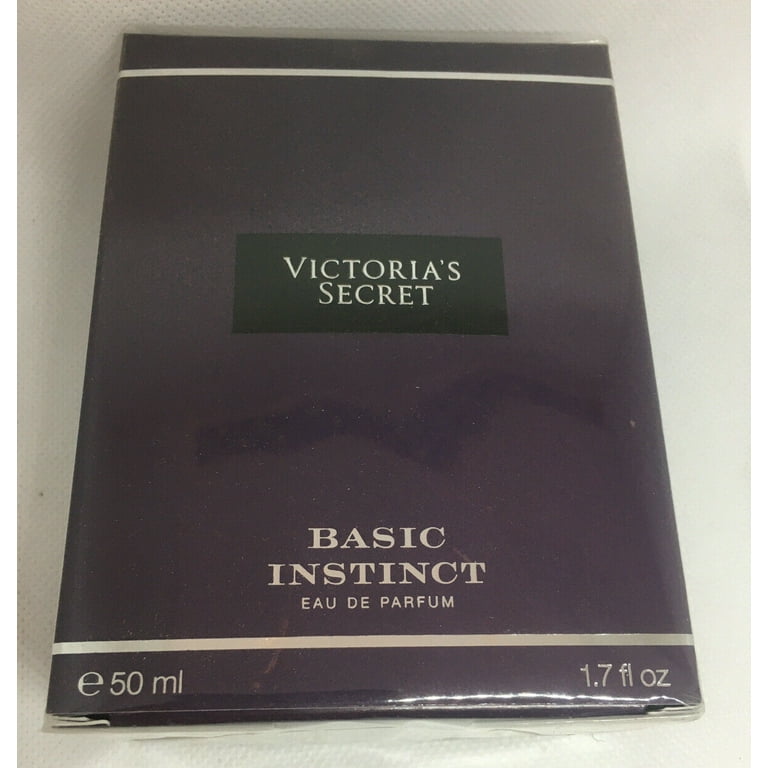 VICTORIA'S
SECRET
BASIC
INSTINCT
EAU DE PARFUM
℮ 50 ml 1.7 fl oz